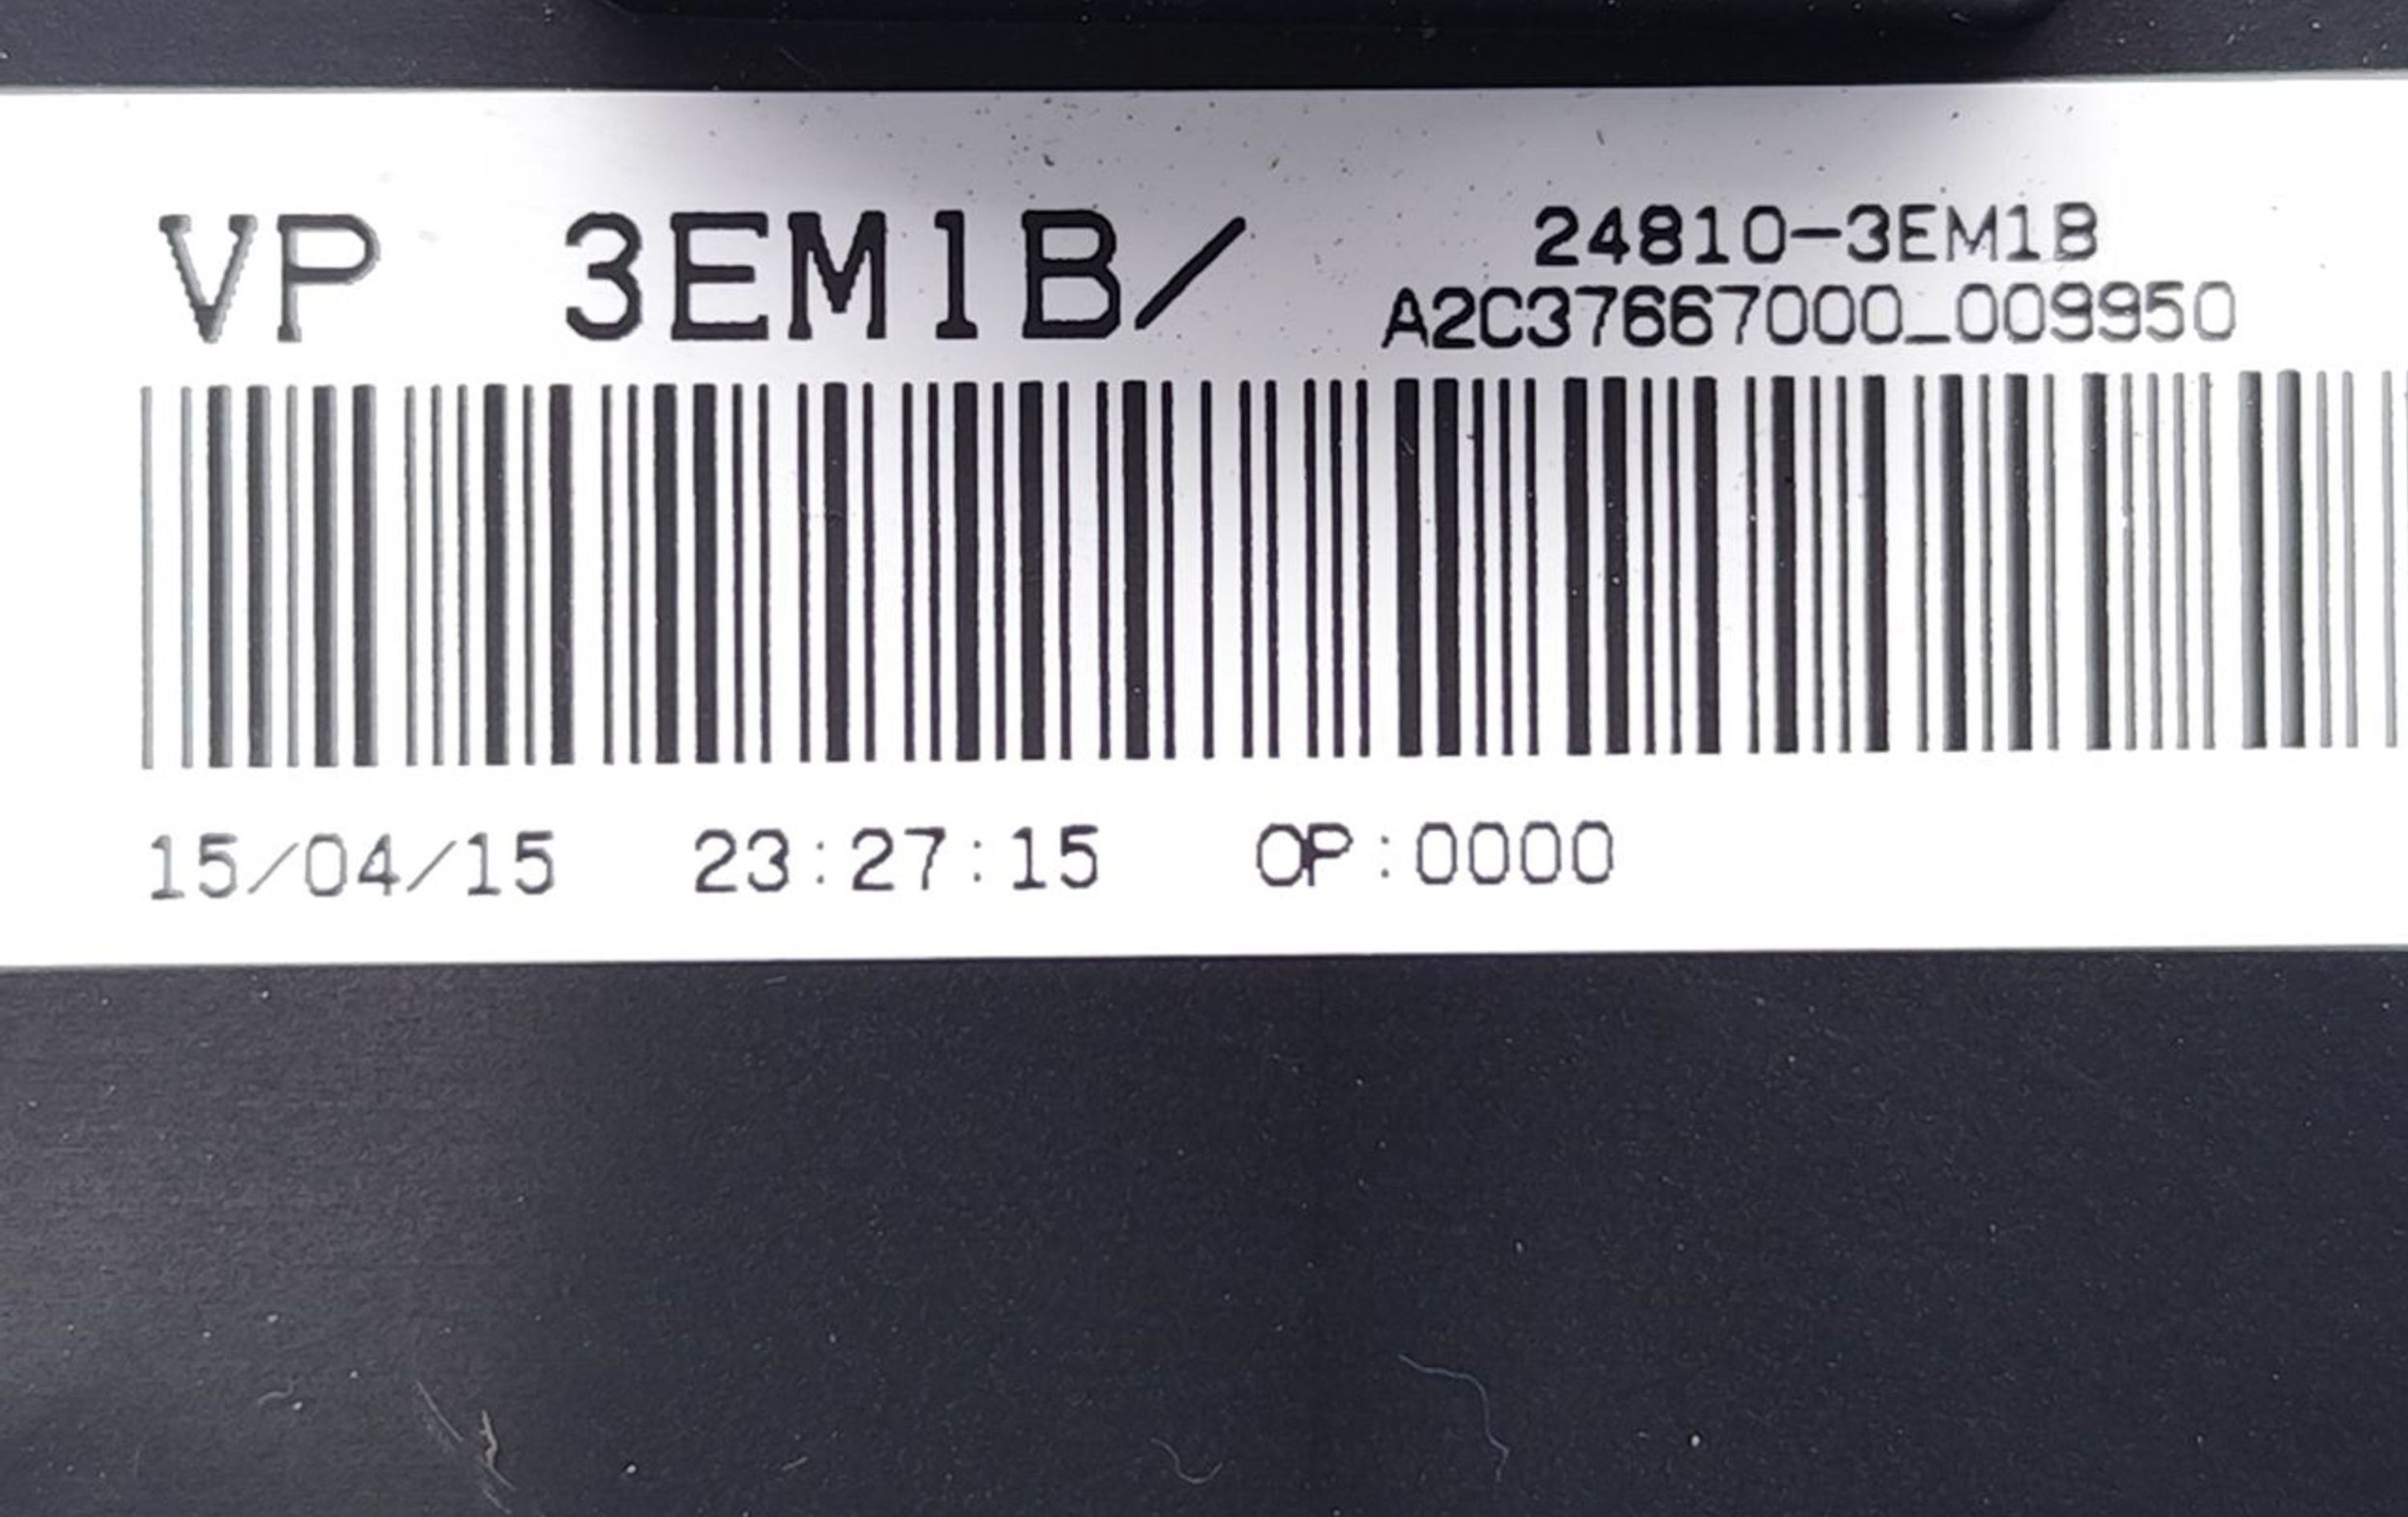 VP 3EM1B/
24810-3EM1B
A2C37667000_009950
15/04/15 23:27:15 OP:0000